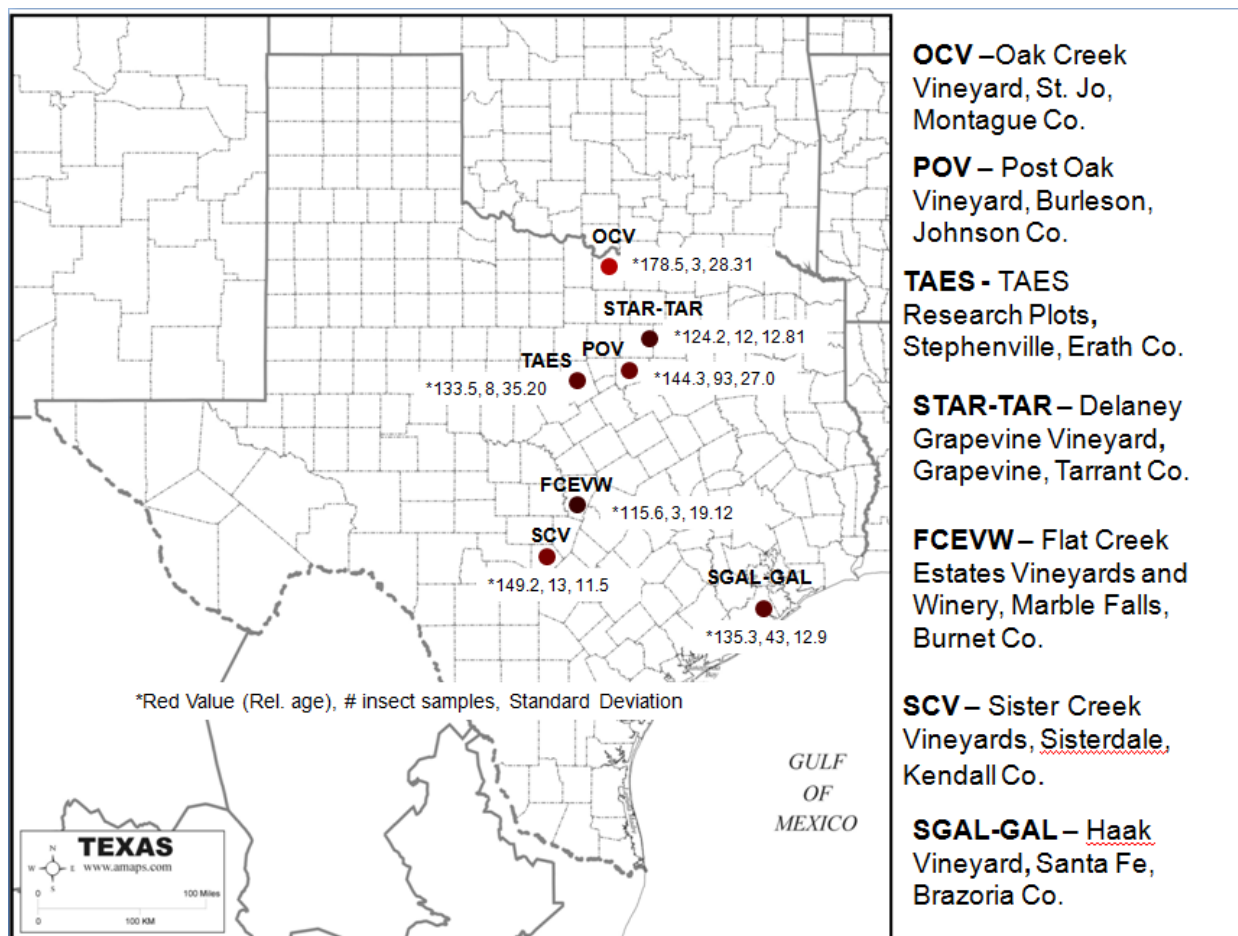 OCV
*178.5, 3, 28.31
STAR-TAR
*124.2, 12, 12.81
POV
*144.3, 93, 27.0
TAES
*133.5, 8, 35.20
FCEVW
*115.6, 3, 19.12
SCV
*149.2, 13, 11.5
SGAL-GAL
*135.3, 43, 12.9
*Red Value (Rel. age), # insect samples, Standard Deviation
GULF
OF
MEXICO
TEXAS
www.amaps.com
N
W
E
S
0
100 Miles
0
100 KM
OCV –Oak Creek
Vineyard, St. Jo,
Montague Co.
POV – Post Oak
Vineyard, Burleson,
Johnson Co.
TAES - TAES
Research Plots,
Stephenville, Erath Co.
STAR-TAR – Delaney
Grapevine Vineyard,
Grapevine, Tarrant Co.
FCEVW – Flat Creek
Estates Vineyards and
Winery, Marble Falls,
Burnet Co.
SCV – Sister Creek
Vineyards, Sisterdale,
Kendall Co.
SGAL-GAL – Haak
Vineyard, Santa Fe,
Brazoria Co.